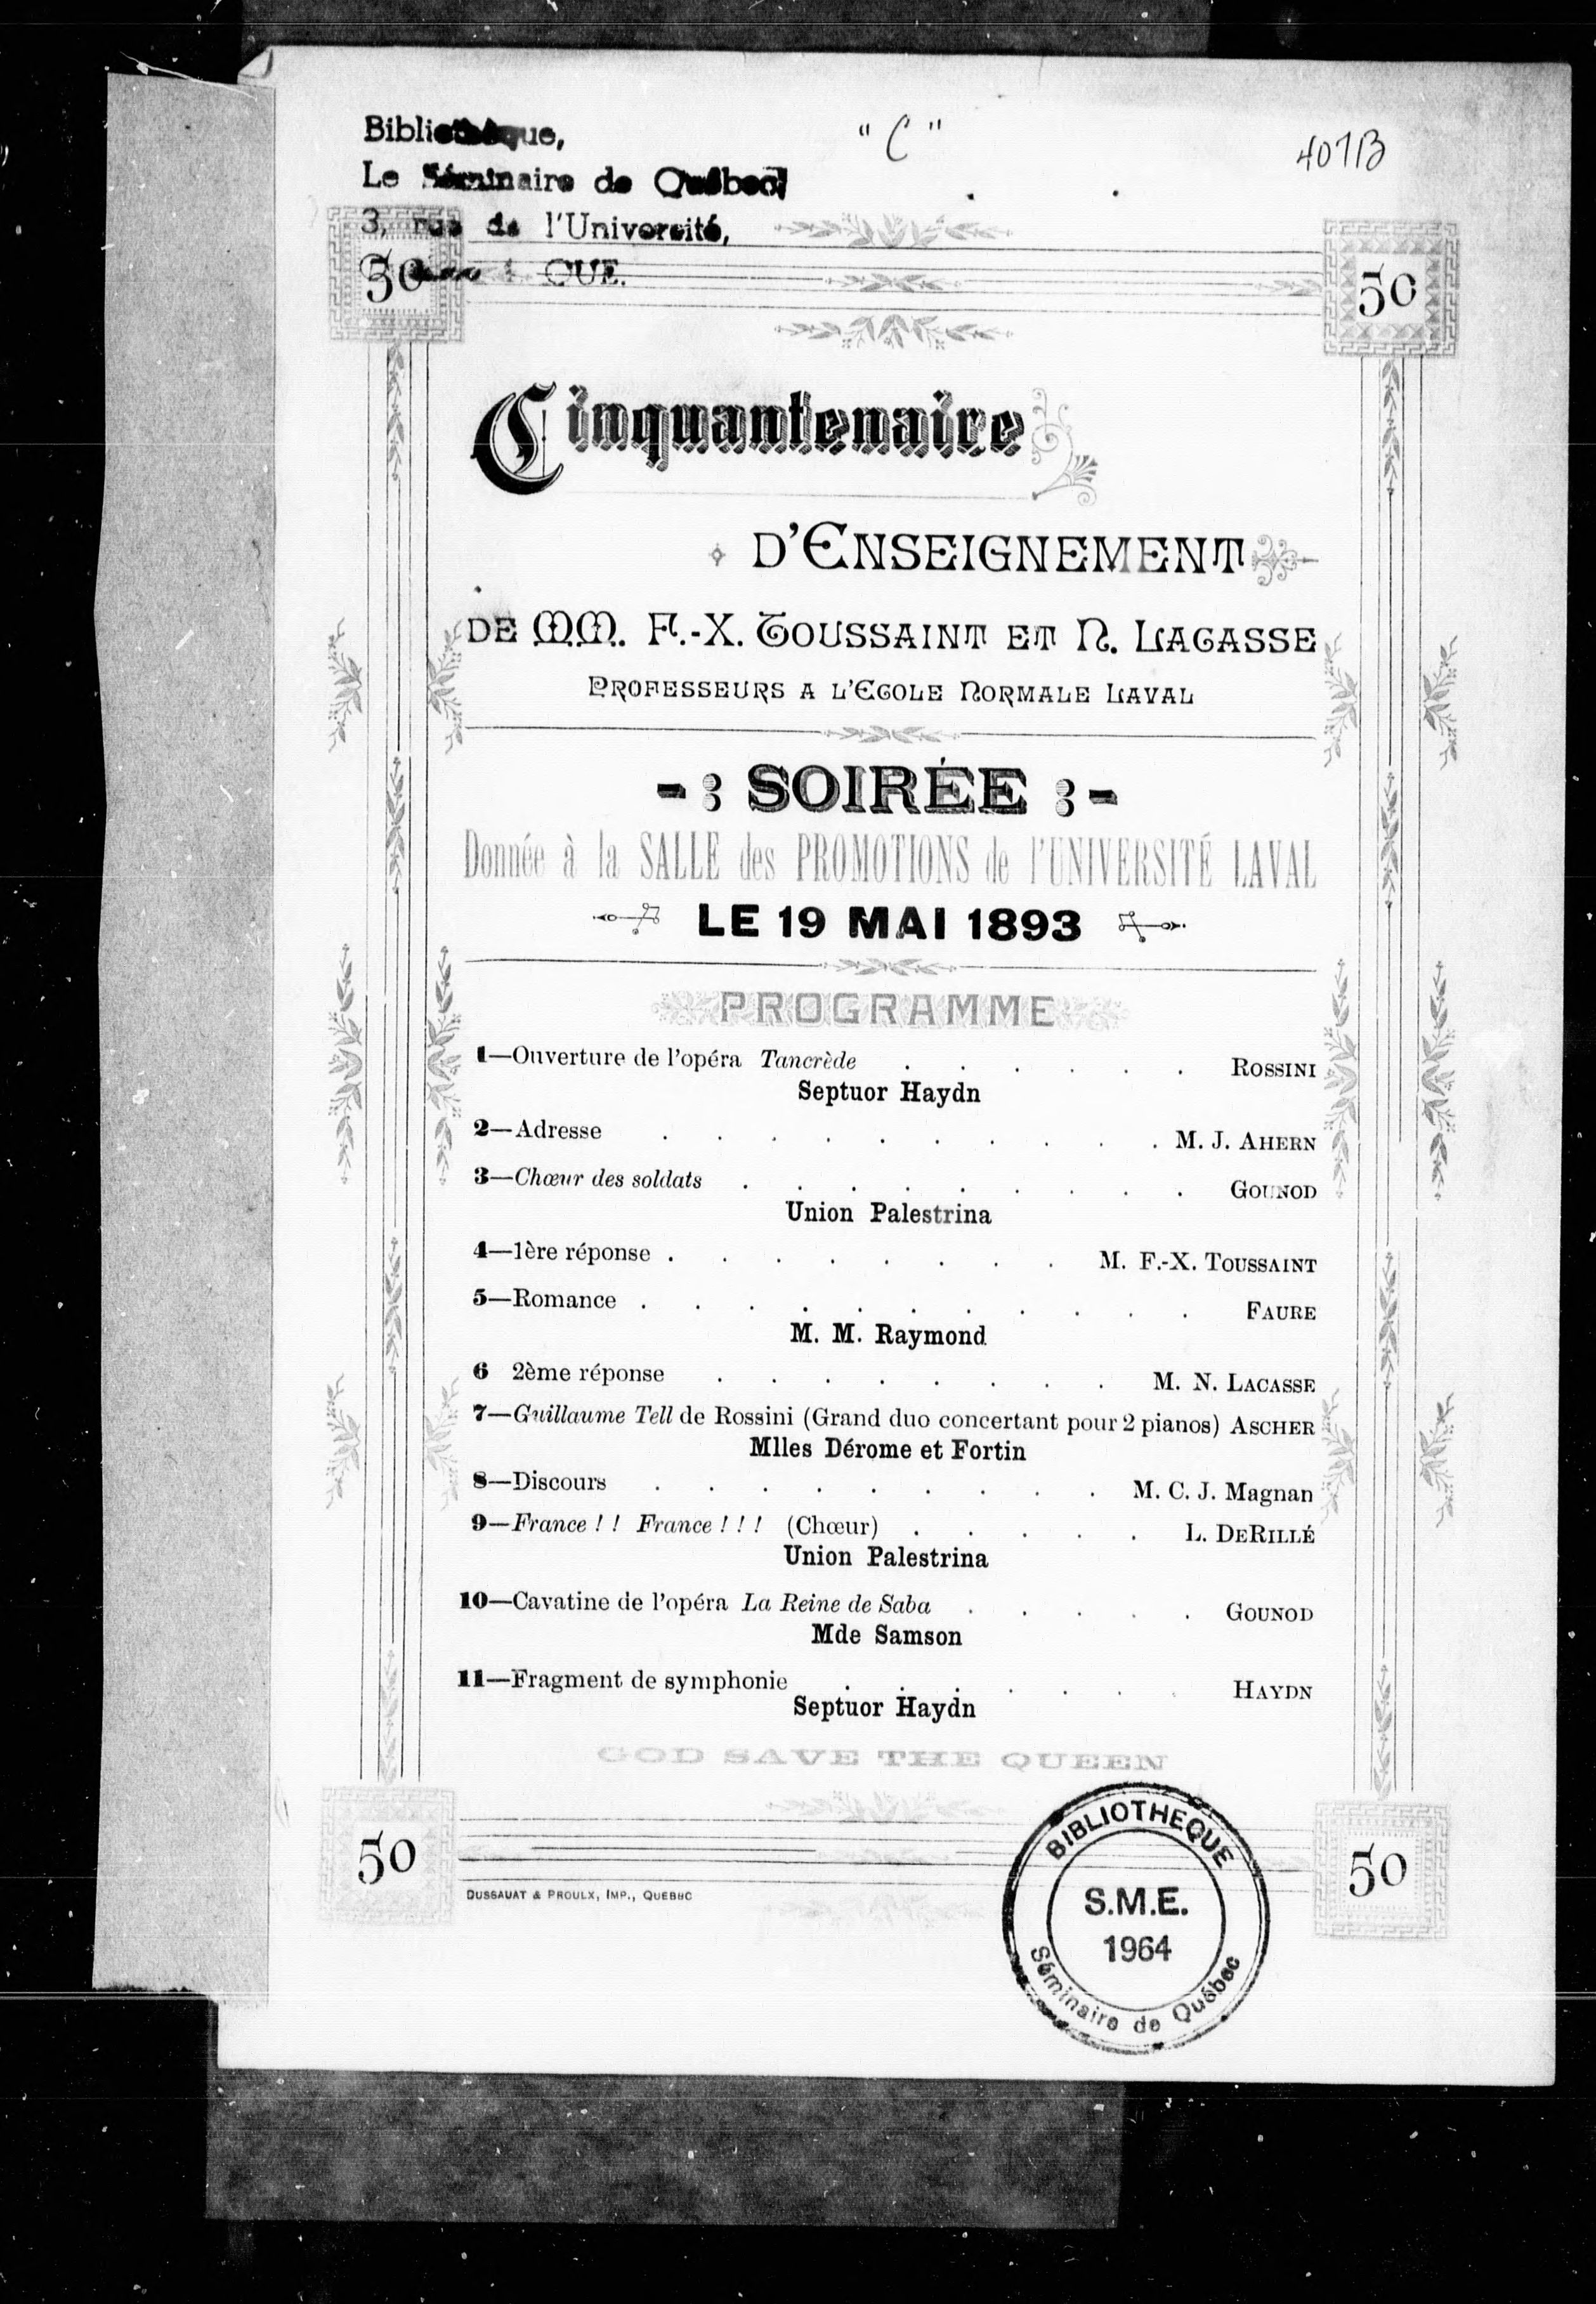 Bibliothèque,
"C"
407B
Le Séminaire de Québec,
3, rue de l'Université,
QUE.
50
50
Cinquantenaire
D'ENSEIGNEMENT
DE MM. F.-X. TOUSSAINT ET N. LACASSE
PROFESSEURS A L'ECOLE NORMALE LAVAL
-: SOIRÉE :-
Donnée à la SALLE des PROMOTIONS de l'UNIVERSITÉ LAVAL
LE 19 MAI 1893
PROGRAMME
1—Ouverture de l'opéra Tancrède . . . . . . ROSSINI
Septuor Haydn
2—Adresse . . . . . . . . . . M. J. AHERN
3—Chœur des soldats . . . . . . . . . GOUNOD
Union Palestrina
4—1ère réponse . . . . . . . . M. F.-X. TOUSSAINT
5—Romance . . . . . . . . . . . FAURE
M. M. Raymond
6 2ème réponse . . . . . . . . M. N. LACASSE
7—Guillaume Tell de Rossini (Grand duo concertant pour 2 pianos) ASCHER
Mlles Dérome et Fortin
8—Discours . . . . . . . . . M. C. J. Magnan
9—France ! ! France ! ! ! (Chœur) . . . . . L. DERILLÉ
Union Palestrina
10—Cavatine de l'opéra La Reine de Saba . . . . . GOUNOD
Mde Samson
11—Fragment de symphonie . . . . . . . HAYDN
Septuor Haydn
GOD SAVE THE QUEEN
50
50
DUSSAUAT & PROULX, IMP., QUEBEC
BIBLIOTHEQUE
S.M.E.
1964
Séminaire de Québec